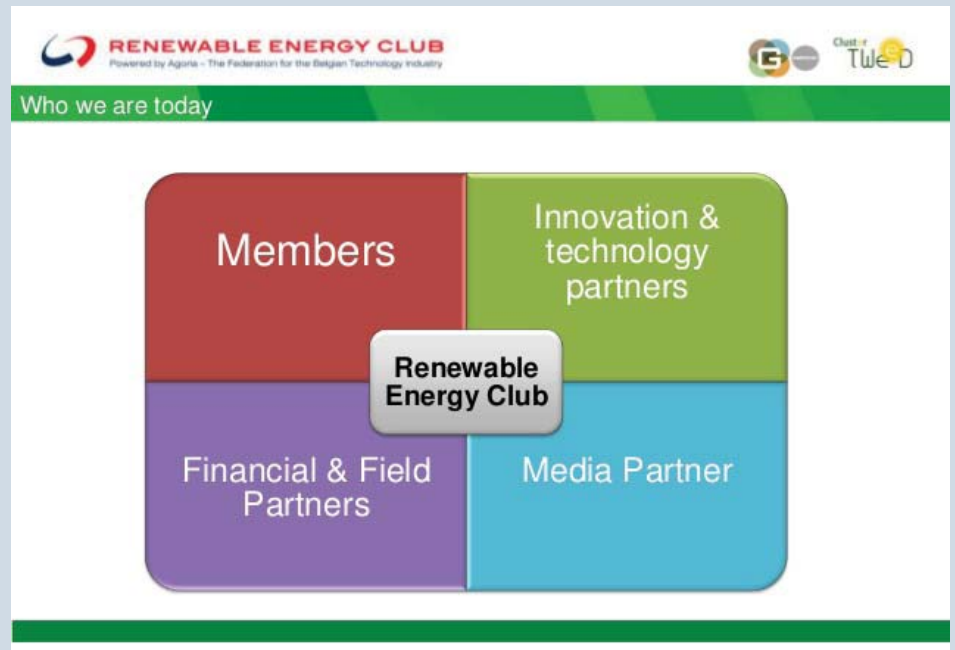 RENEWABLE ENERGY CLUB
Powered by Agoria - The Federation for the Belgian Technology Industry
Cluster
TWeeD
Who we are today
Members
Innovation &
technology
partners
Renewable
Energy Club
Financial & Field
Partners
Media Partner